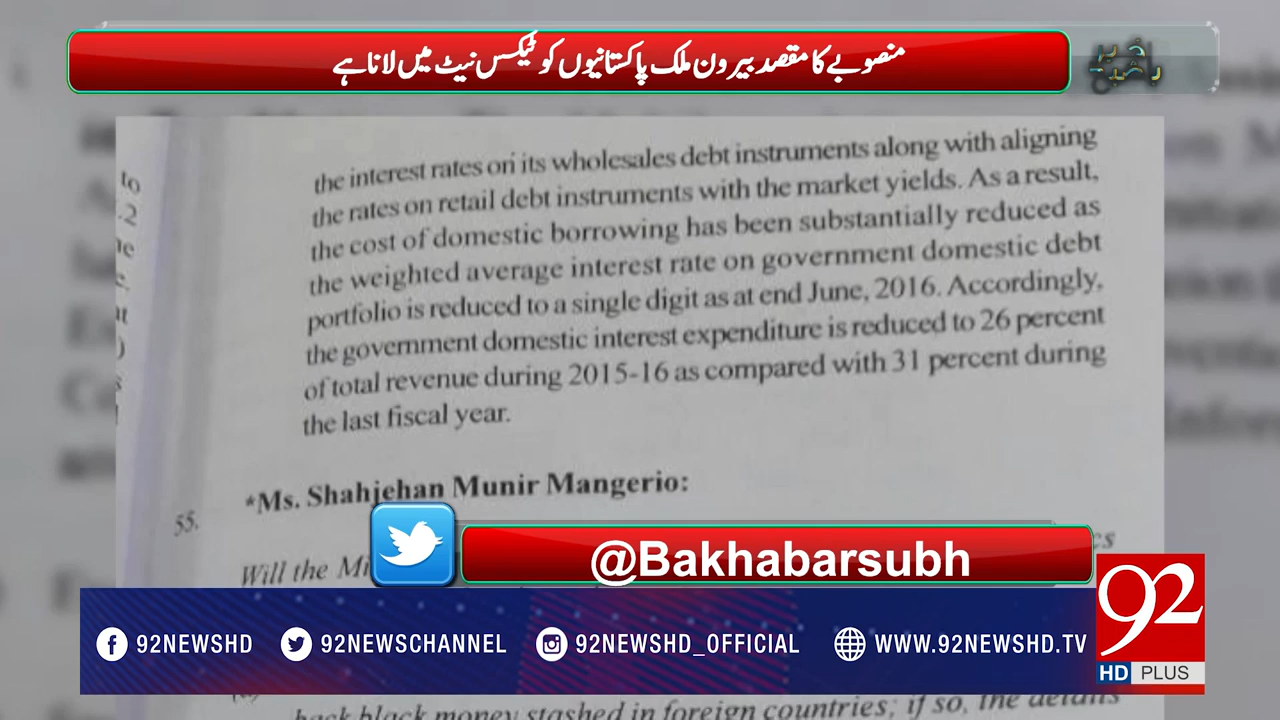 منصوبے کا مقصد بیرون ملک پاکستانیوں کو ٹیکس نیٹ میں لانا ہے
باخبر
the interest rates on its wholesales debt instruments along with aligning
the rates on retail debt instruments with the market yields. As a result,
the cost of domestic borrowing has been substantially reduced as
the weighted average interest rate on government domestic debt
portfolio is reduced to a single digit as at end June, 2016. Accordingly,
the government domestic interest expenditure is reduced to 26 percent
of total revenue during 2015-16 as compared with 31 percent during
the last fiscal year.
to
*Ms. Shahjehan Munir Mangerio:
55.
Will the
@Bakhabarsubh
92NEWSHD
92NEWSCHANNEL
92NEWSHD_OFFICIAL
WWW.92NEWSHD.TV
92
HD PLUS
back black money stashed in foreign countries; if so, the details